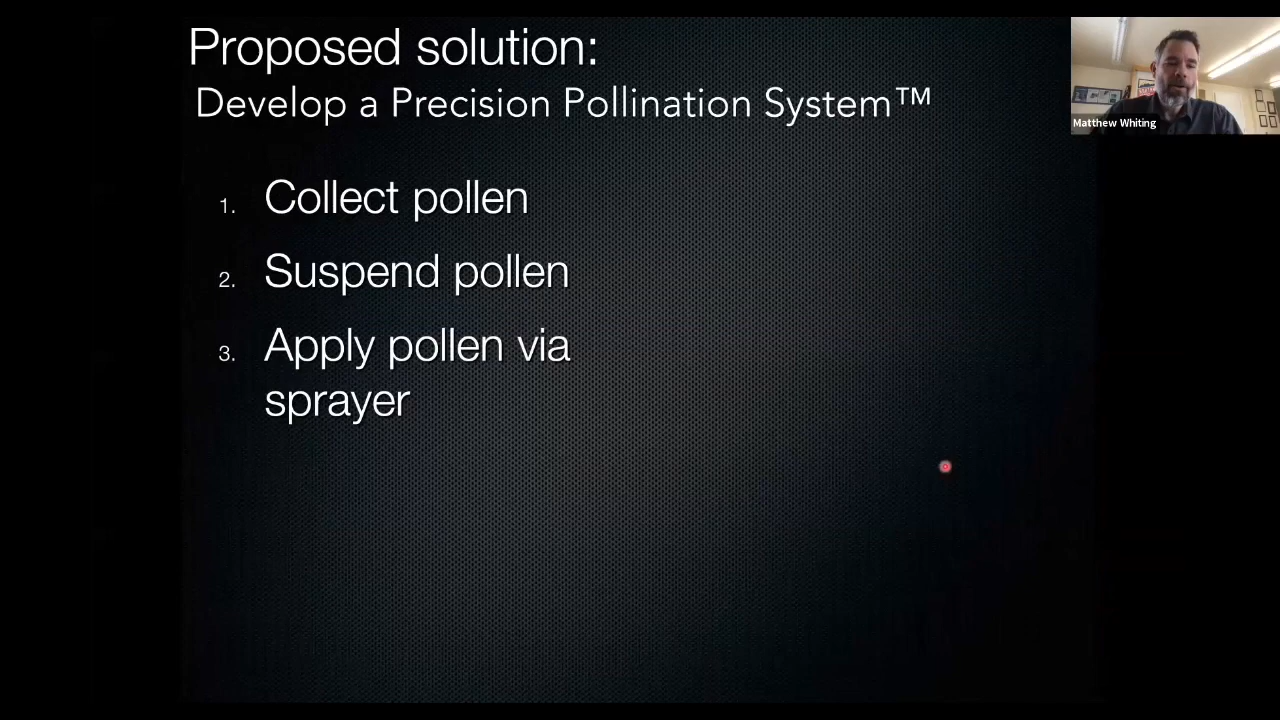 Proposed solution:
Develop a Precision Pollination System™
1. Collect pollen
2. Suspend pollen
3. Apply pollen via
sprayer
Matthew Whiting